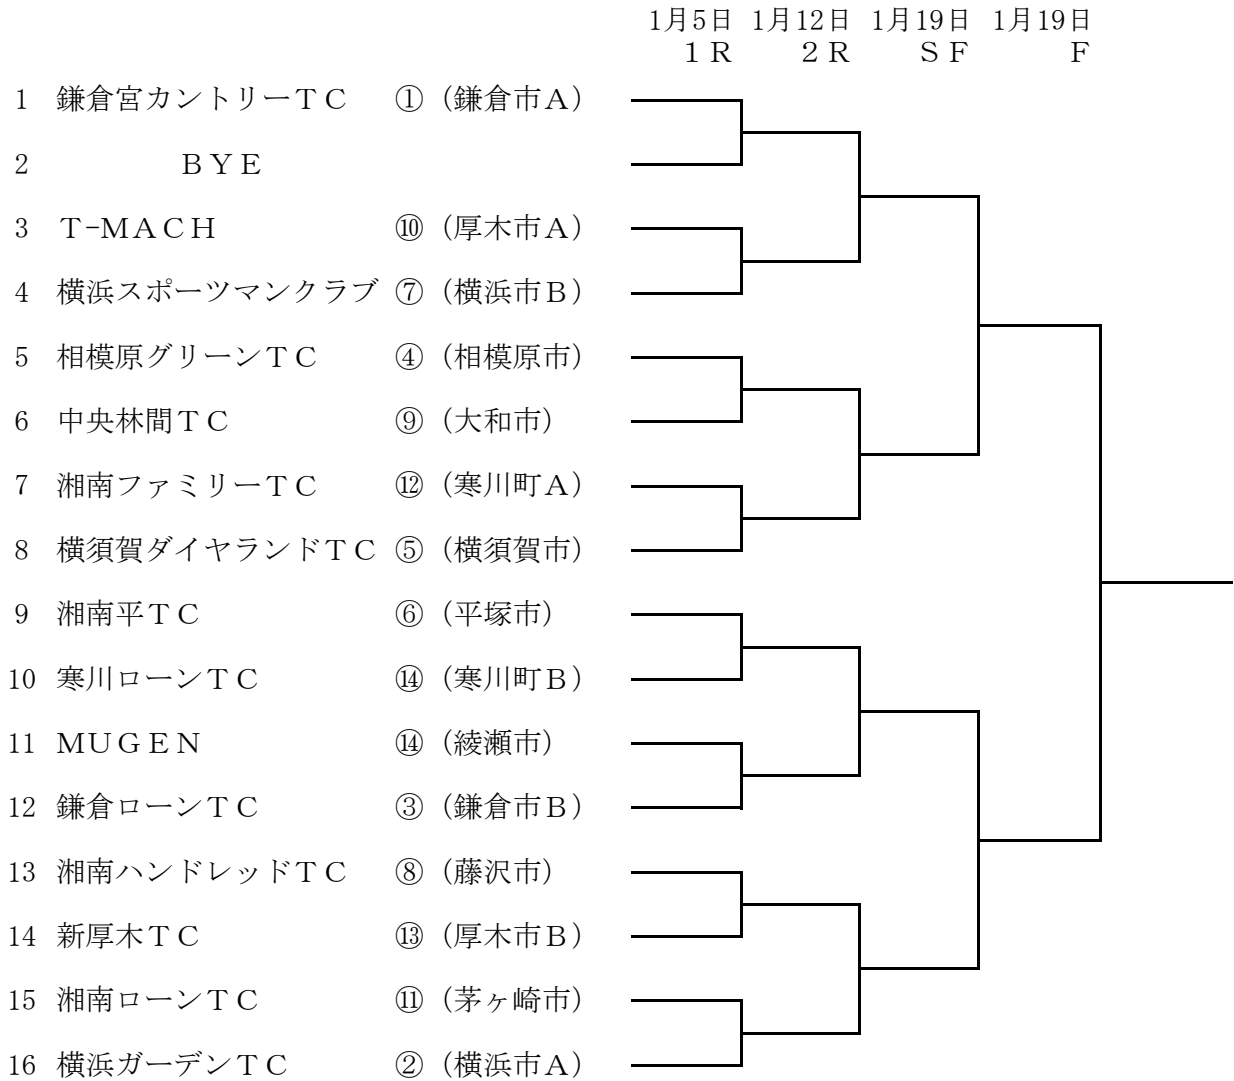 1月5日 1月12日 1月19日 1月19日
１Ｒ ２Ｒ ＳＦ Ｆ
1 鎌倉宮カントリーＴＣ ① (鎌倉市Ａ)
2 ＢＹＥ
3 Ｔ-ＭＡＣＨ ⑩ (厚木市Ａ)
4 横浜スポーツマンクラブ ⑦ (横浜市Ｂ)
5 相模原グリーンＴＣ ④ (相模原市)
6 中央林間ＴＣ ⑨ (大和市)
7 湘南ファミリーＴＣ ⑫ (寒川町Ａ)
8 横須賀ダイヤランドＴＣ ⑤ (横須賀市)
9 湘南平ＴＣ ⑥ (平塚市)
10 寒川ローンＴＣ ⑭ (寒川町Ｂ)
11 ＭＵＧＥＮ ⑭ (綾瀬市)
12 鎌倉ローンＴＣ ③ (鎌倉市Ｂ)
13 湘南ハンドレッドＴＣ ⑧ (藤沢市)
14 新厚木ＴＣ ⑬ (厚木市Ｂ)
15 湘南ローンＴＣ ⑪ (茅ヶ崎市)
16 横浜ガーデンＴＣ ② (横浜市Ａ)